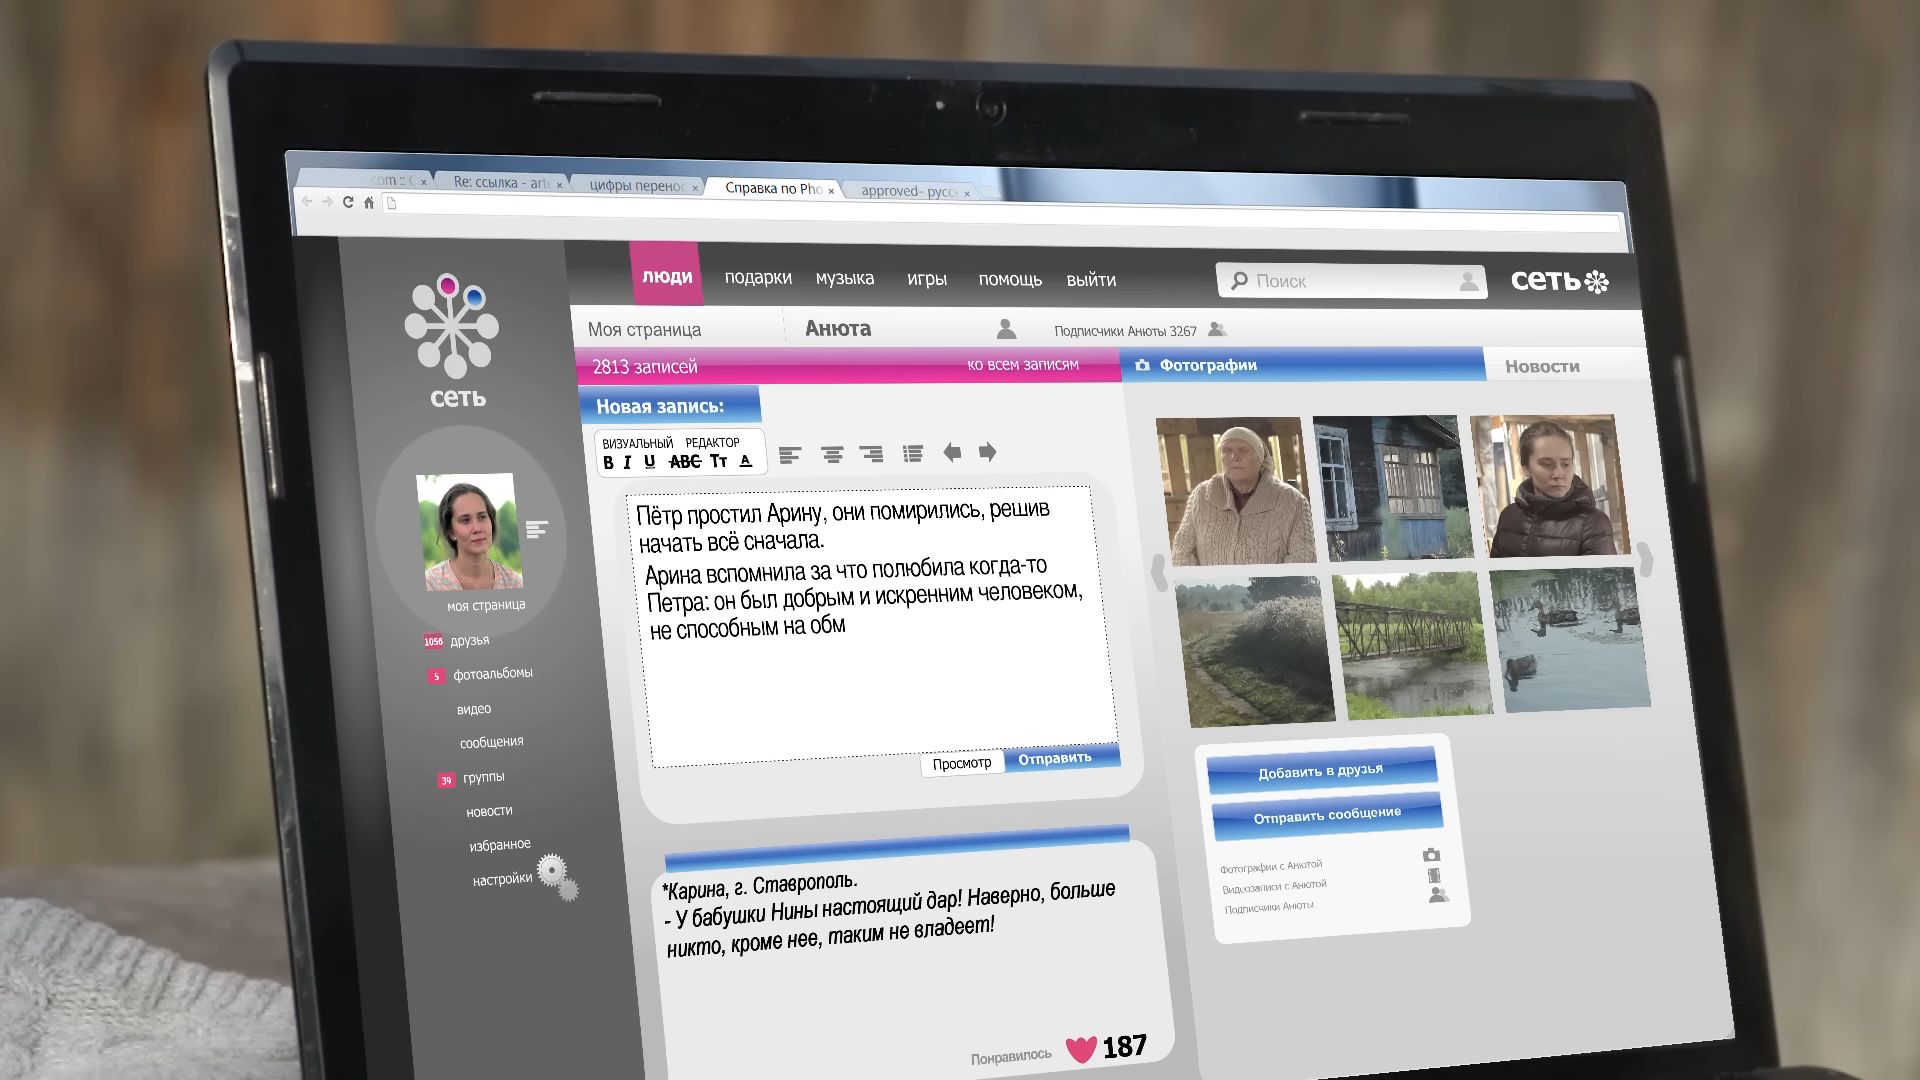 com ::
Re: ссылка - arte
цифры перенос
Справка по Pho
approved- русс
люди
подарки
музыка
игры
помощь
выйти
Поиск
сеть
сеть
Моя страница
Анюта
Подписчики Анюты 3267
2813 записей
ко всем записям
Фотографии
Новости
Новая запись:
ВИЗУАЛЬНЫЙ РЕДАКТОР
B I U ABC Тт A
Пётр простил Арину, они помирились, решив
начать всё сначала.
Арина вспомнила за что полюбила когда-то
Петра: он был добрым и искренним человеком,
не способным на обм
Просмотр
Отправить
моя страница
1056 друзья
5 фотоальбомы
видео
сообщения
39 группы
новости
избранное
настройки
*Карина, г. Ставрополь.
- У бабушки Нины настоящий дар! Наверно, больше
никто, кроме нее, таким не владеет!
Понравилось 187
Добавить в друзья
Отправить сообщение
Фотографии с Анютой
Видеозаписи с Анютой
Подписчики Анюты